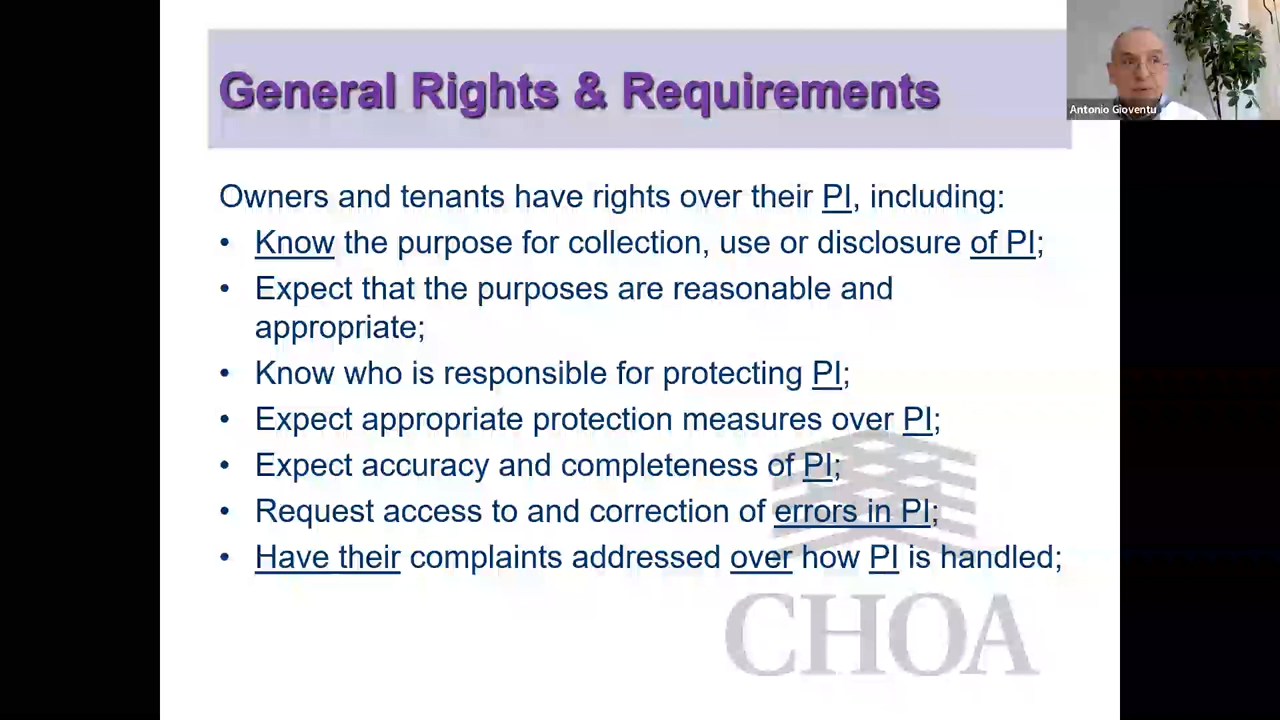 General Rights & Requirements
Antonio Gioventu
Owners and tenants have rights over their PI, including:
• Know the purpose for collection, use or disclosure of PI;
• Expect that the purposes are reasonable and
appropriate;
• Know who is responsible for protecting PI;
• Expect appropriate protection measures over PI;
• Expect accuracy and completeness of PI;
• Request access to and correction of errors in PI;
• Have their complaints addressed over how PI is handled;
CHOA